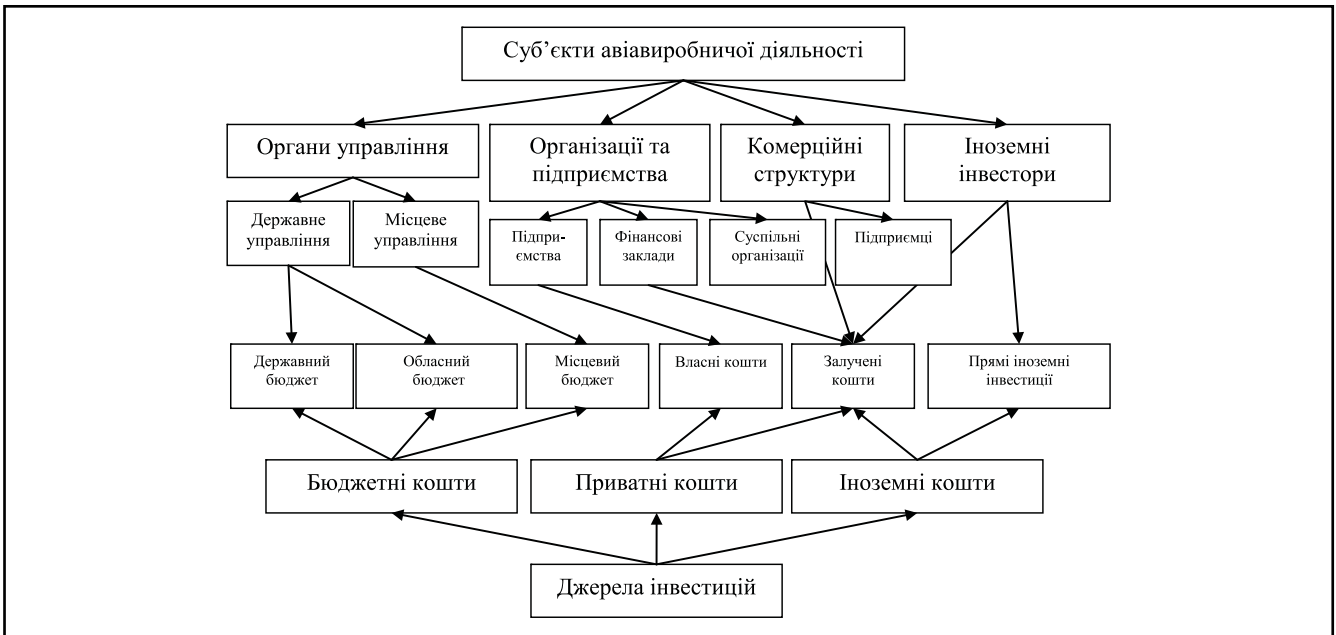 Суб’єкти авіавиробничої діяльності
Органи управління
Організації та
підприємства
Комерційні
структури
Іноземні
інвестори
Державне
управління
Місцеве
управління
Підпри-
ємства
Фінансові
заклади
Суспільні
організації
Підприємці
Державний
бюджет
Обласний
бюджет
Місцевий
бюджет
Власні кошти
Залучені
кошти
Прямі іноземні
інвестиції
Бюджетні кошти
Приватні кошти
Іноземні кошти
Джерела інвестицій